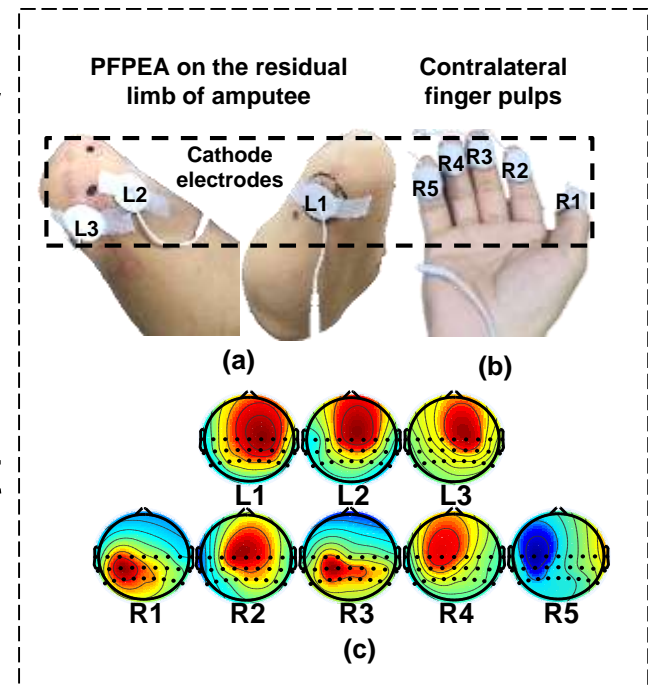 PFPEA on the residual
limb of amputee
Contralateral
finger pulps
Cathode
electrodes
L2
L3
L1
R5
R4
R3
R2
R1
(a)
(b)
L1
L2
L3
R1
R2
R3
R4
R5
(c)